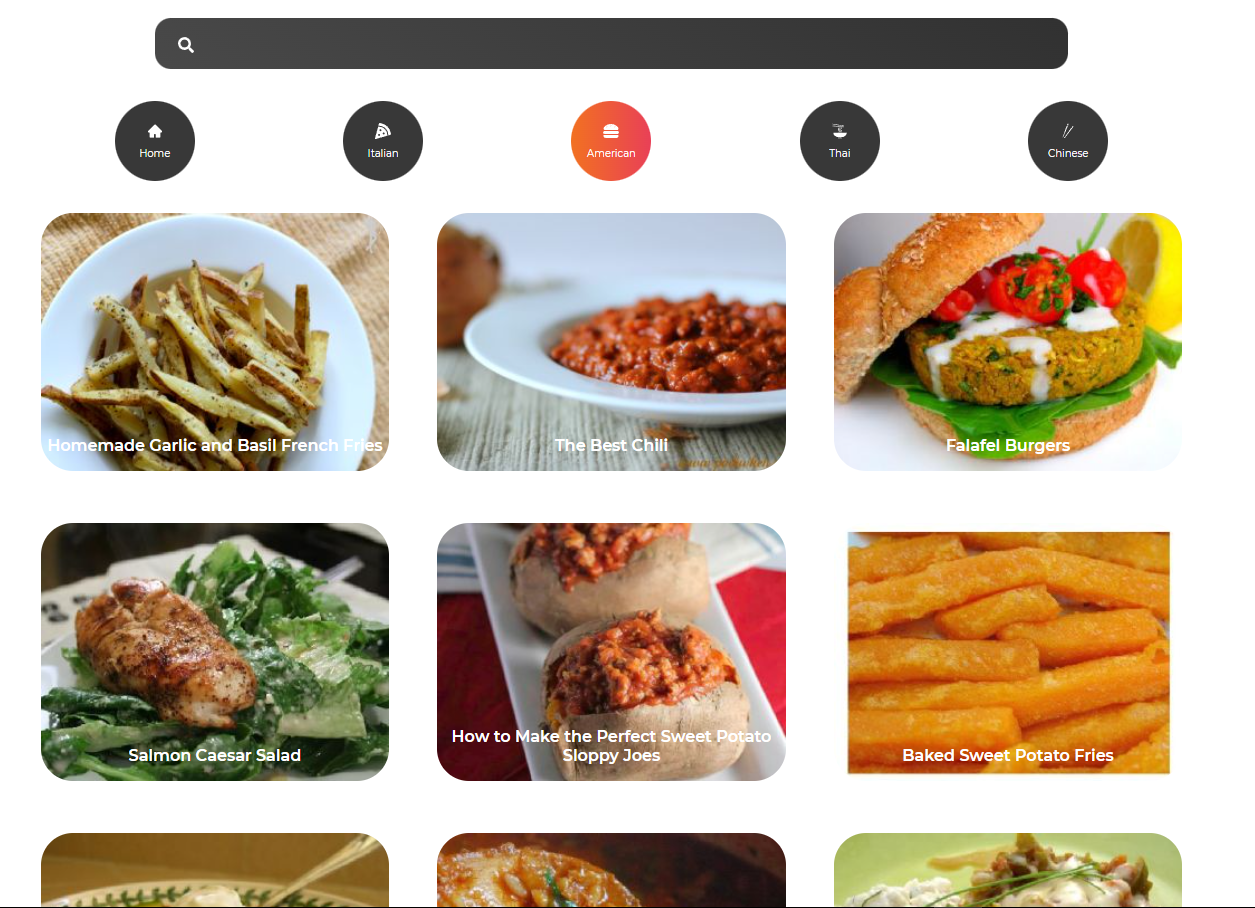 Home
Italian
American
Thai
Chinese
Homemade Garlic and Basil French Fries
The Best Chili
Falafel Burgers
Salmon Caesar Salad
How to Make the Perfect Sweet Potato
Sloppy Joes
Baked Sweet Potato Fries